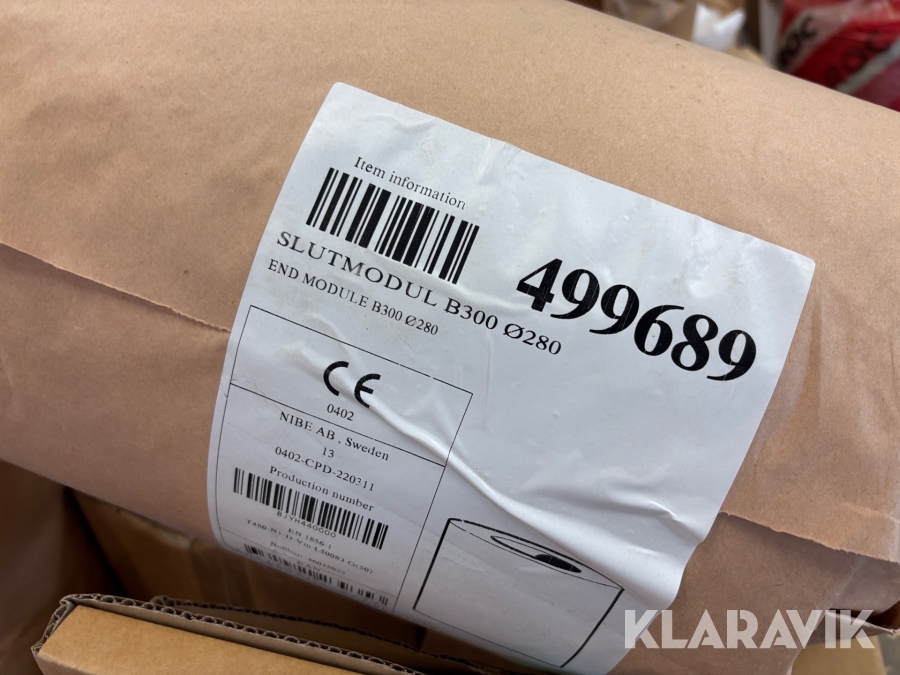 Item information
SLUTMODUL B300 Ø280
END MODULE B300 Ø280
499689
CE
0402
NIBE AB , Sweden
13
0402-CPD-220311
Production number
BJYH440000
EN 1856-1
KLARAVIK